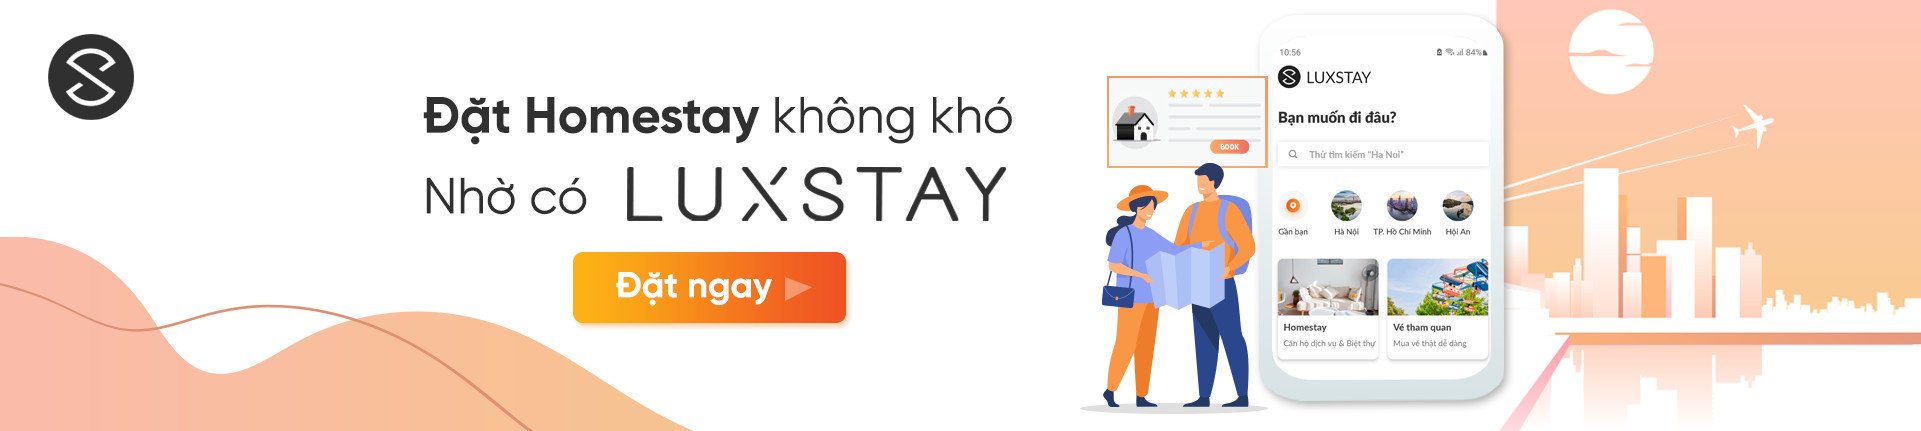 Đặt Homestay không khó
Nhờ có LUXSTAY
Đặt ngay
BOOK
10:56 84%
LUXSTAY
Bạn muốn đi đâu?
Thử tìm kiếm "Ha Noi"
Gần bạn Hà Nội TP. Hồ Chí Minh Hội An
Homestay Vé tham quan
Căn hộ dịch vụ & Biệt thự Mua vé thật dễ dàng